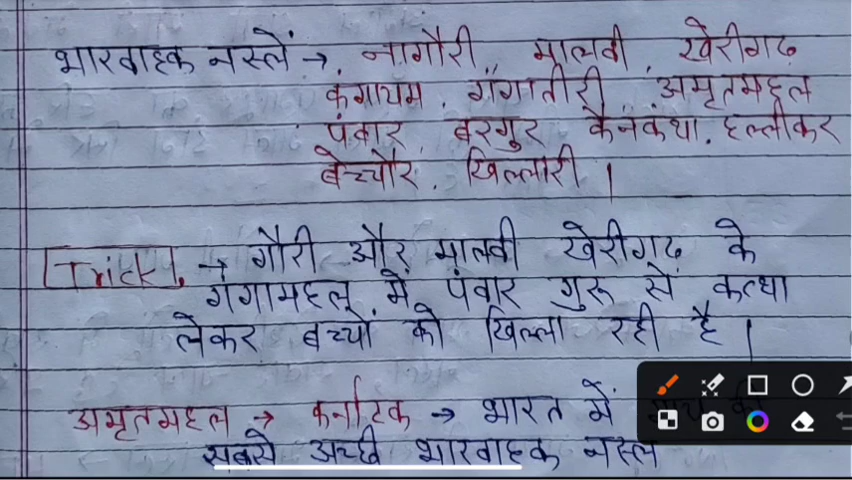 भारवाहक नस्लें → नागौरी, मालवी, खेरीगढ
कंगायम, गंगातीरी, अमृतमहल
पंवार, बरगुर, केनकथा, हल्लीकर
बेच्चौर, खिल्लारी।
Trick → गौरी और मालवी खेरीगढ के
गंगामहल में पंवार गुरू से कत्था
लेकर बच्चों को खिल्ला रही है।
अमृतमहल → कर्नाटक → भारत में
सबसे अच्छी भारवाहक नस्ल